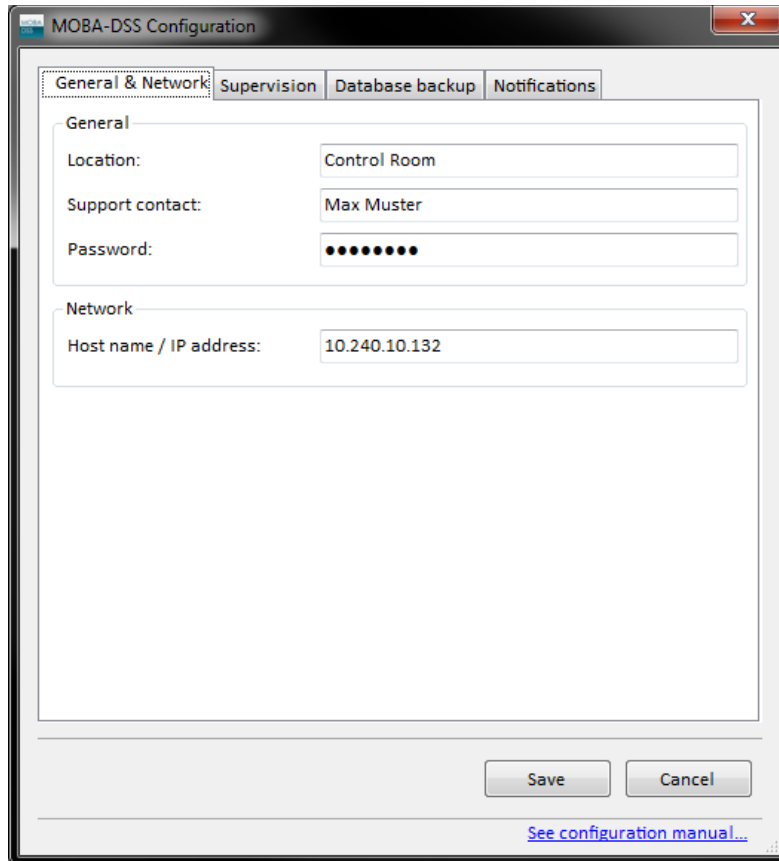 MOBA-DSS Configuration
General & Network Supervision Database backup Notifications
General
Location: Control Room
Support contact: Max Muster
Password: ●●●●●●●●
Network
Host name / IP address: 10.240.10.132
Save Cancel
See configuration manual...